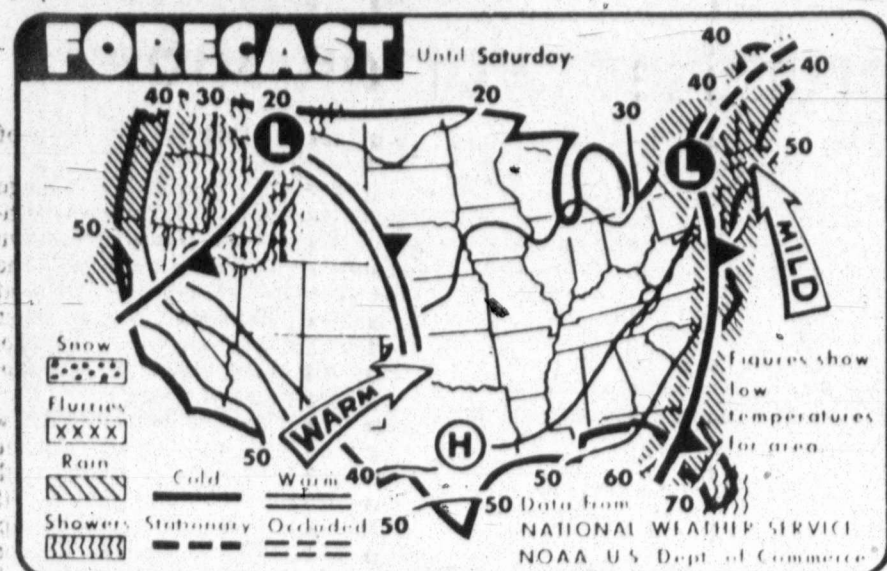 FORECAST Until Saturday
40
40
40
40 30 20
20
30
L
L
50
50
MILD
Snow
Flurries
XXXX
Rain
Showers
Cold
Warm
Stationary
Occluded
WARM
H
Figures show
low
temperatures
for area.
50
40
50
50
50
60
70
Data from
NATIONAL WEATHER SERVICE,
NOAA, U.S. Dept. of Commerce